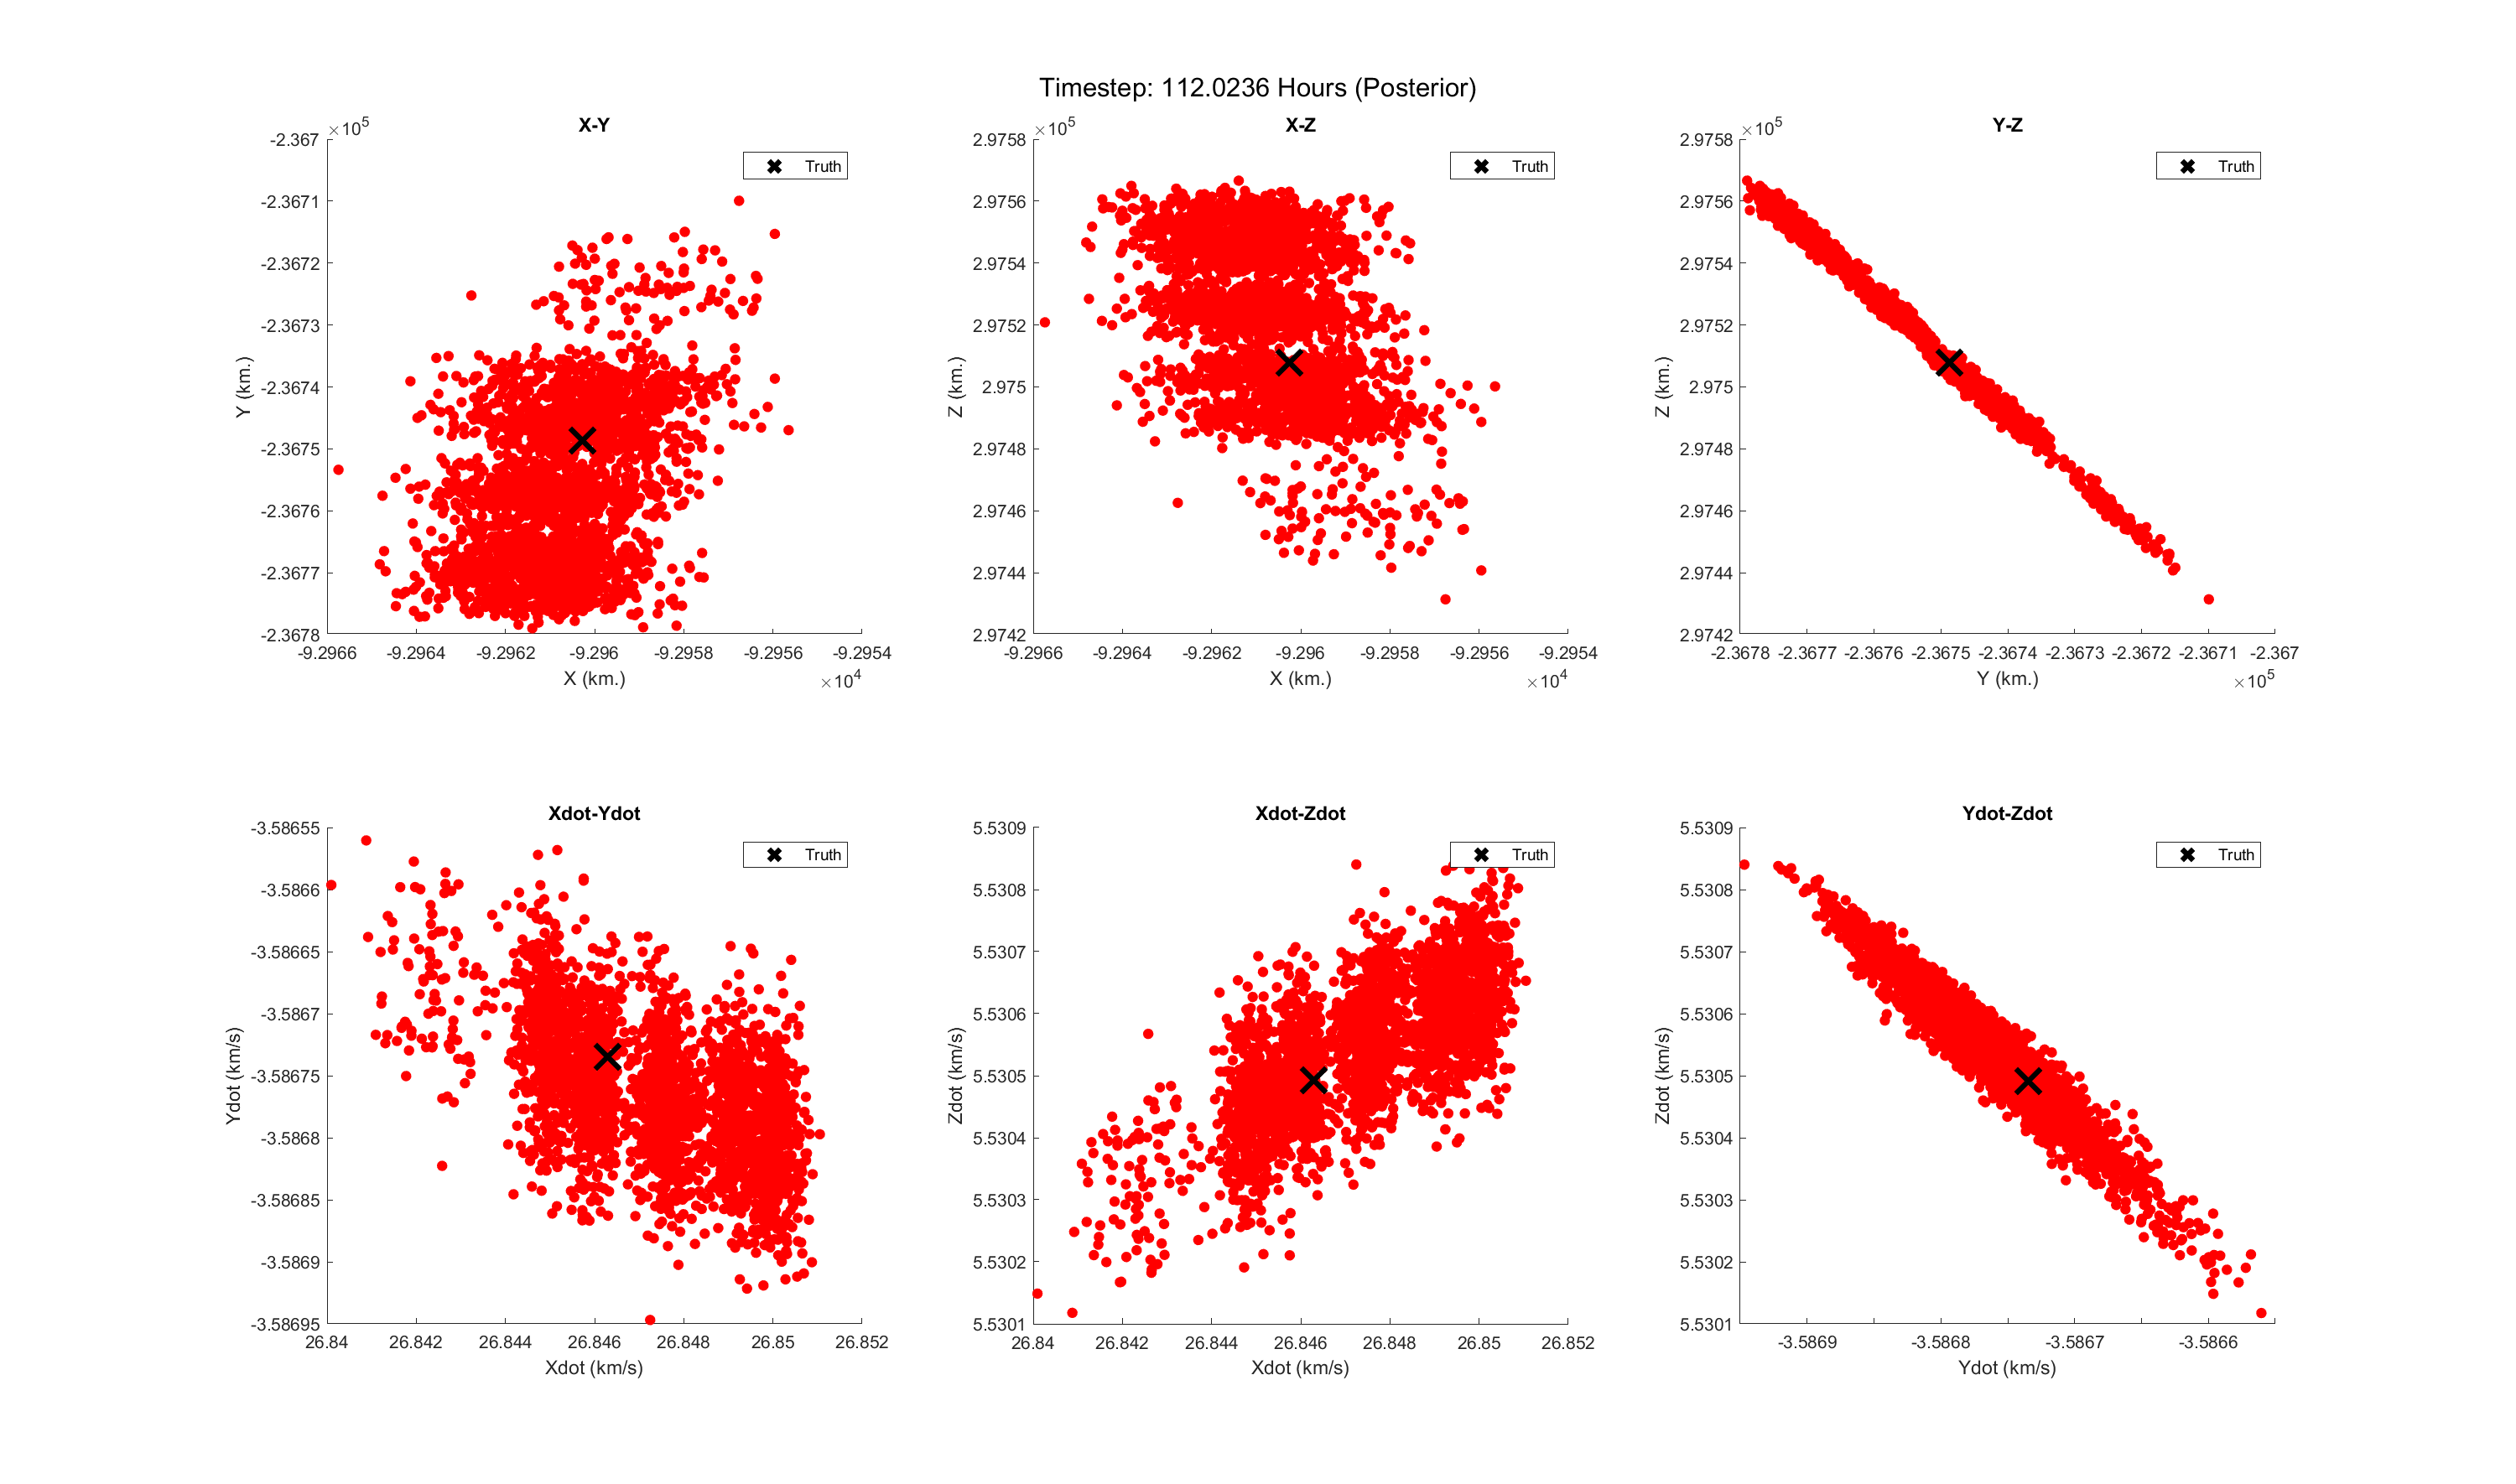 Timestep: 112.0236 Hours (Posterior)
X-Y
×10^5
-2.367
-2.3671
-2.3672
-2.3673
-2.3674
-2.3675
-2.3676
-2.3677
-2.3678
Y (km.)
Truth
-9.2966 -9.2964 -9.2962 -9.296 -9.2958 -9.2956 -9.2954
X (km.)
×10^4
X-Z
×10^5
2.9758
2.9756
2.9754
2.9752
2.975
2.9748
2.9746
2.9744
2.9742
Z (km.)
Truth
-9.2966 -9.2964 -9.2962 -9.296 -9.2958 -9.2956 -9.2954
X (km.)
×10^4
Y-Z
×10^5
2.9758
2.9756
2.9754
2.9752
2.975
2.9748
2.9746
2.9744
2.9742
Z (km.)
Truth
-2.3678 -2.3677 -2.3676 -2.3675 -2.3674 -2.3673 -2.3672 -2.3671 -2.367
Y (km.)
×10^5
Xdot-Ydot
-3.58655
-3.5866
-3.58665
-3.5867
-3.58675
-3.5868
-3.58685
-3.5869
-3.58695
Ydot (km/s)
Truth
26.84 26.842 26.844 26.846 26.848 26.85 26.852
Xdot (km/s)
Xdot-Zdot
5.5309
5.5308
5.5307
5.5306
5.5305
5.5304
5.5303
5.5302
5.5301
Zdot (km/s)
Truth
26.84 26.842 26.844 26.846 26.848 26.85 26.852
Xdot (km/s)
Ydot-Zdot
5.5309
5.5308
5.5307
5.5306
5.5305
5.5304
5.5303
5.5302
5.5301
Zdot (km/s)
Truth
-3.5869 -3.5868 -3.5867 -3.5866
Ydot (km/s)